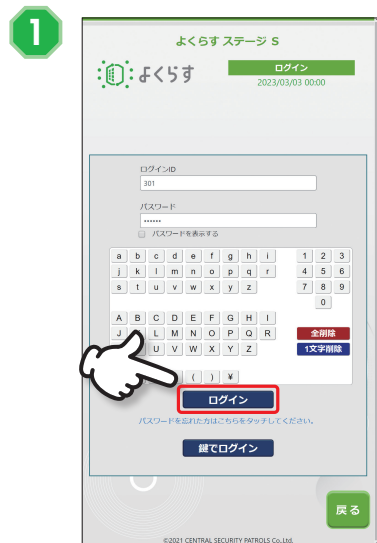 1
よくらす ステージ S
よくらす
ログイン
2023/03/03 00:00
ログインID
301
パスワード
••••••
パスワードを表示する
a b c d e f g h i 1 2 3
j k l m n o p q r 4 5 6
s t u v w x y z 7 8 9
0
A B C D E F G H I
J L M N O P Q R 全削除
U V W X Y Z 1文字削除
( ) ¥
ログイン
パスワードを忘れた方はこちらをタッチしてください。
鍵でログイン
戻る
©2021 CENTRAL SECURITY PATROLS Co.,Ltd.